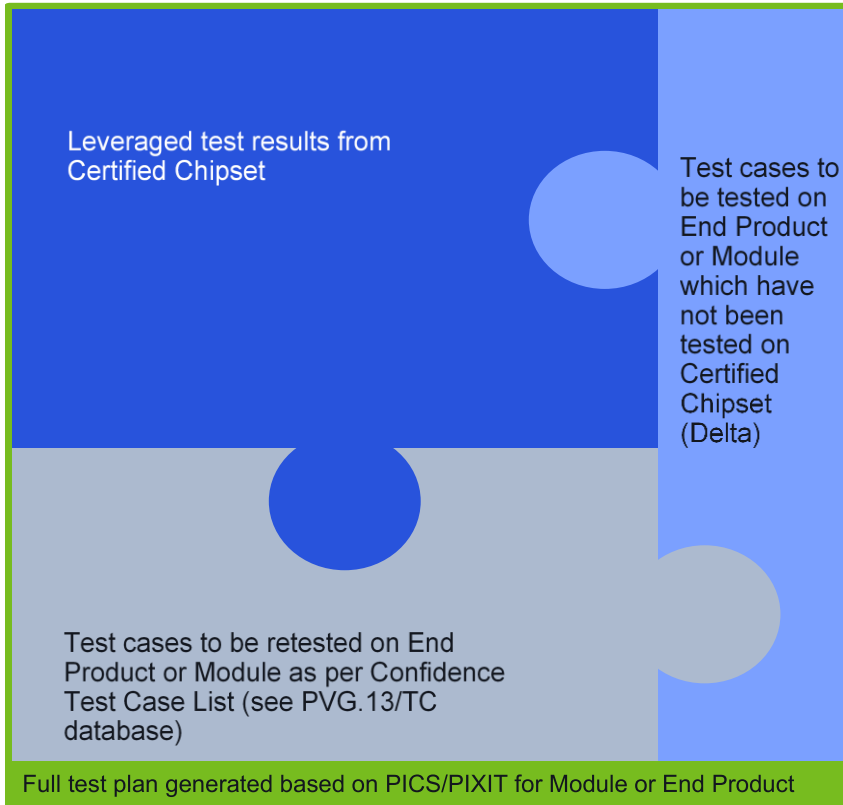 Leveraged test results from
Certified Chipset
Test cases to
be tested on
End Product
or Module
which have
not been
tested on
Certified
Chipset
(Delta)
Test cases to be retested on End
Product or Module as per Confidence
Test Case List (see PVG.13/TC
database)
Full test plan generated based on PICS/PIXIT for Module or End Product